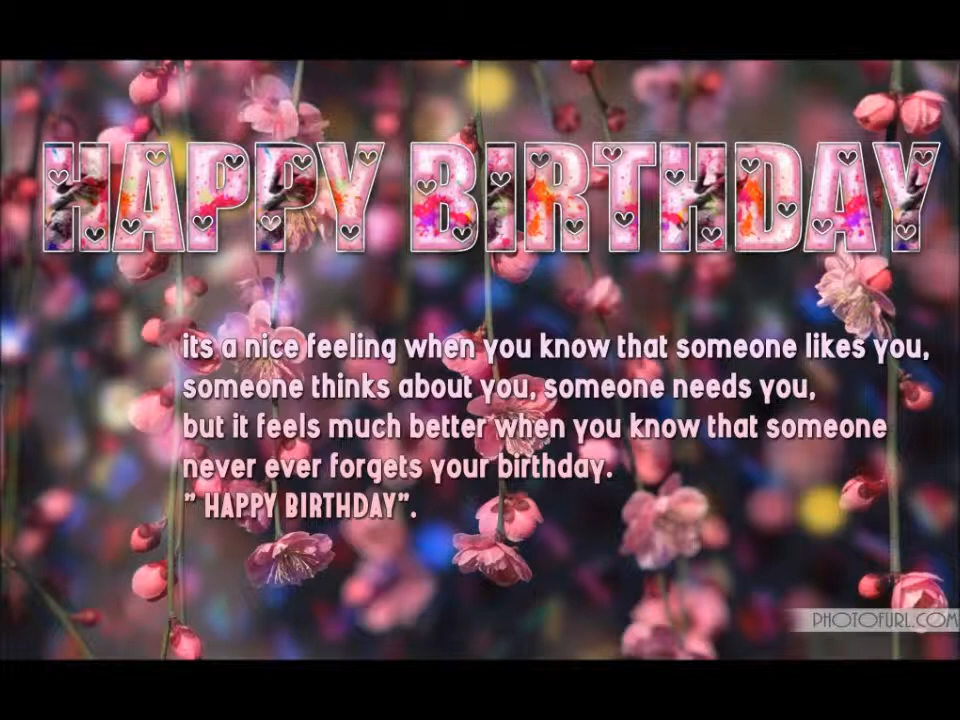 HAPPY BIRTHDAY
its a nice feeling when you know that someone likes you,
someone thinks about you, someone needs you,
but it feels much better when you know that someone
never ever forgets your birthday.
" HAPPY BIRTHDAY".
PHOTOFURL.COM